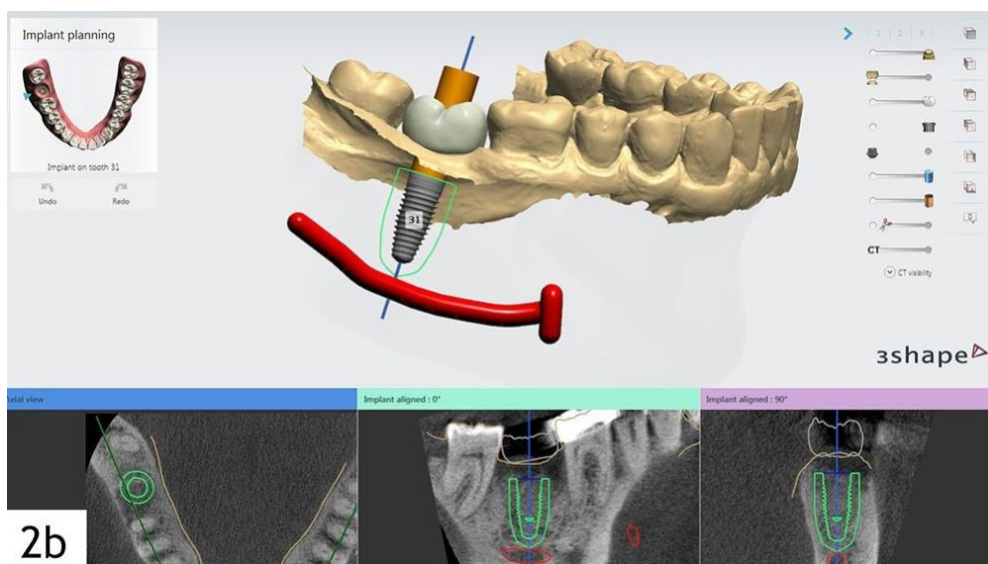 Implant planning
Implant on tooth 31
Undo
Redo
1 2 3
31
CT
CT visibility
3shape
Axial view
Implant aligned : 0°
Implant aligned : 90°
2b